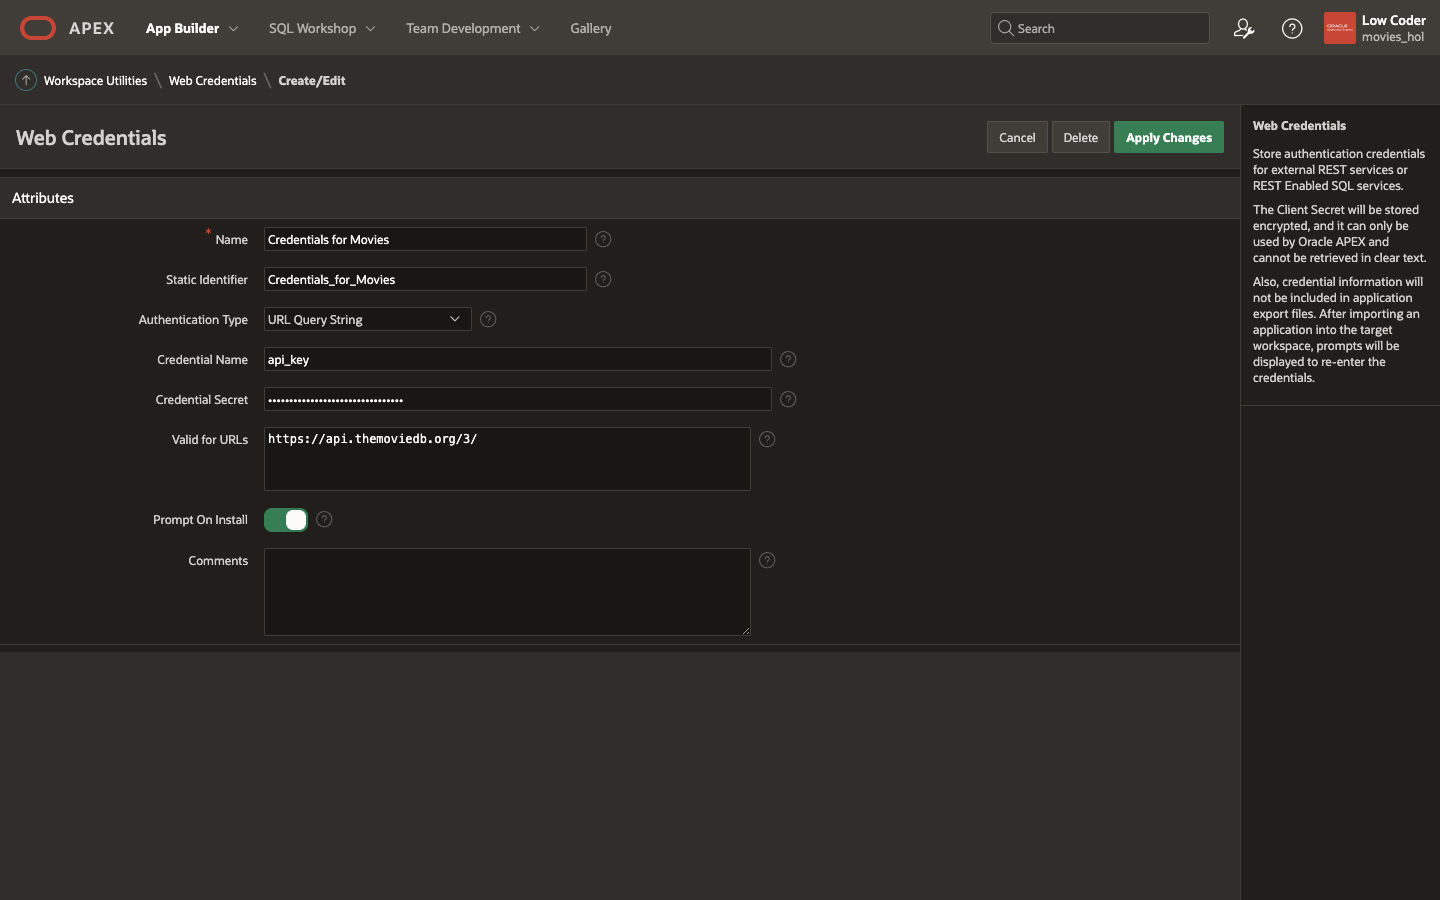 APEX App Builder SQL Workshop Team Development Gallery Search Low Coder
movies_hol
Workspace Utilities \ Web Credentials \ Create/Edit
Web Credentials
Cancel Delete Apply Changes
Attributes
* Name Credentials for Movies
Static Identifier Credentials_for_Movies
Authentication Type URL Query String
Credential Name api_key
Credential Secret ••••••••••••••••••••••••••••••••
Valid for URLs https://api.themoviedb.org/3/
Prompt On Install
Comments
Web Credentials
Store authentication credentials
for external REST services or
REST Enabled SQL services.
The Client Secret will be stored
encrypted, and it can only be
used by Oracle APEX and
cannot be retrieved in clear text.
Also, credential information will
not be included in application
export files. After importing an
application into the target
workspace, prompts will be
displayed to re-enter the
credentials.